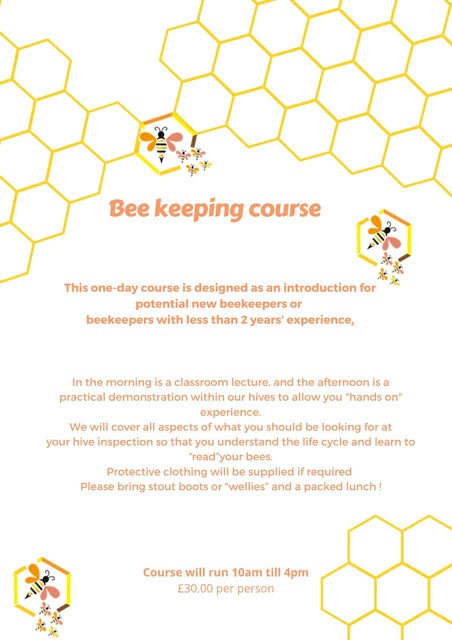 Bee keeping course
This one-day course is designed as an introduction for
potential new beekeepers or
beekeepers with less than 2 years' experience,
In the morning is a classroom lecture, and the afternoon is a
practical demonstration within our hives to allow you "hands on"
experience.
We will cover all aspects of what you should be looking for at
your hive inspection so that you understand the life cycle and learn to
"read"your bees.
Protective clothing will be supplied if required
Please bring stout boots or "wellies" and a packed lunch !
Course will run 10am till 4pm
£30.00 per person